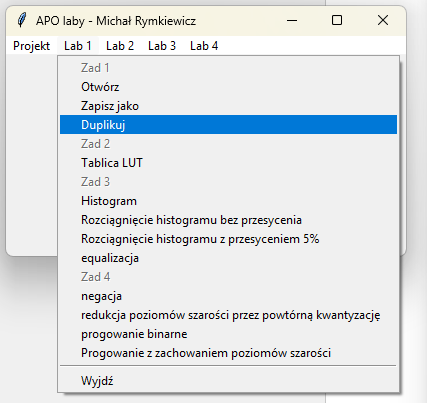 APO laby - Michał Rymkiewicz
Projekt Lab 1 Lab 2 Lab 3 Lab 4
Zad 1
Otwórz
Zapisz jako
Duplikuj
Zad 2
Tablica LUT
Zad 3
Histogram
Rozciągnięcie histogramu bez przesycenia
Rozciągnięcie histogramu z przesyceniem 5%
equalizacja
Zad 4
negacja
redukcja poziomów szarości przez powtórną kwantyzację
progowanie binarne
Progowanie z zachowaniem poziomów szarości
Wyjdź